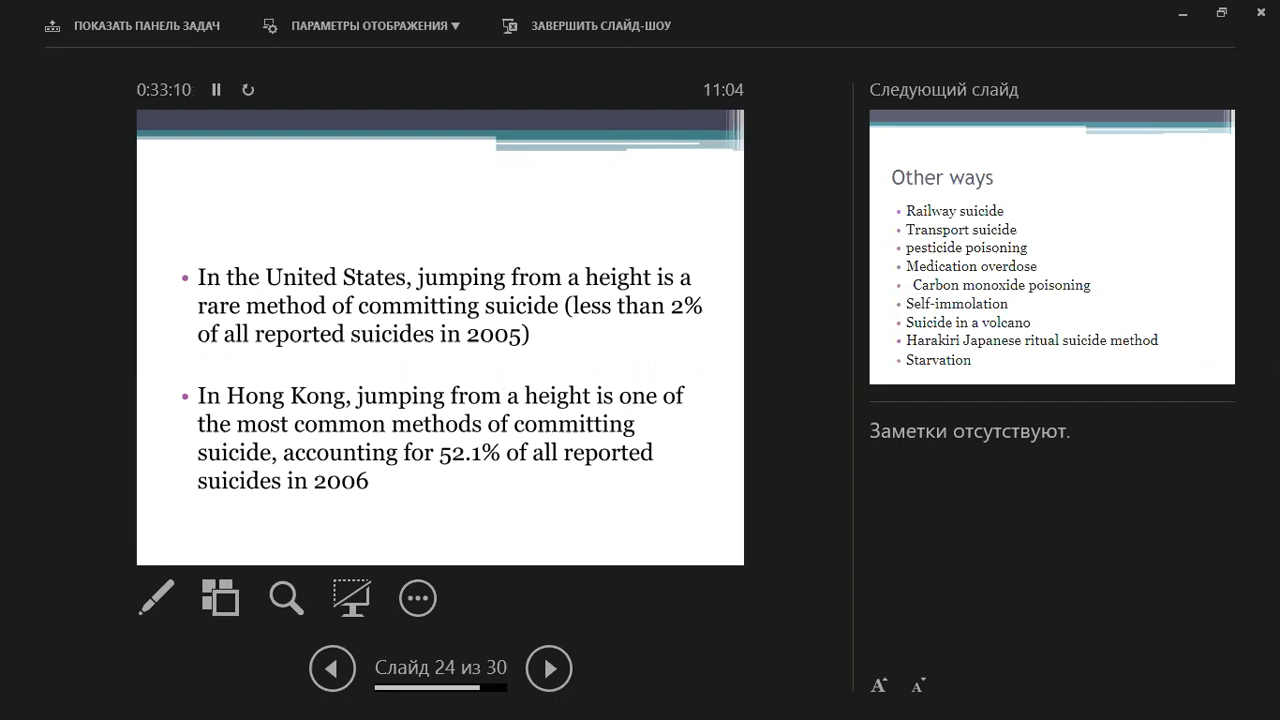 ПОКАЗАТЬ ПАНЕЛЬ ЗАДАЧ
ПАРАМЕТРЫ ОТОБРАЖЕНИЯ ▼
ЗАВЕРШИТЬ СЛАЙД-ШОУ
0:33:10
11:04
• In the United States, jumping from a height is a
rare method of committing suicide (less than 2%
of all reported suicides in 2005)
• In Hong Kong, jumping from a height is one of
the most common methods of committing
suicide, accounting for 52.1% of all reported
suicides in 2006
Слайд 24 из 30
Следующий слайд
Other ways
• Railway suicide
• Transport suicide
• pesticide poisoning
• Medication overdose
• Carbon monoxide poisoning
• Self-immolation
• Suicide in a volcano
• Harakiri Japanese ritual suicide method
• Starvation
Заметки отсутствуют.
A A